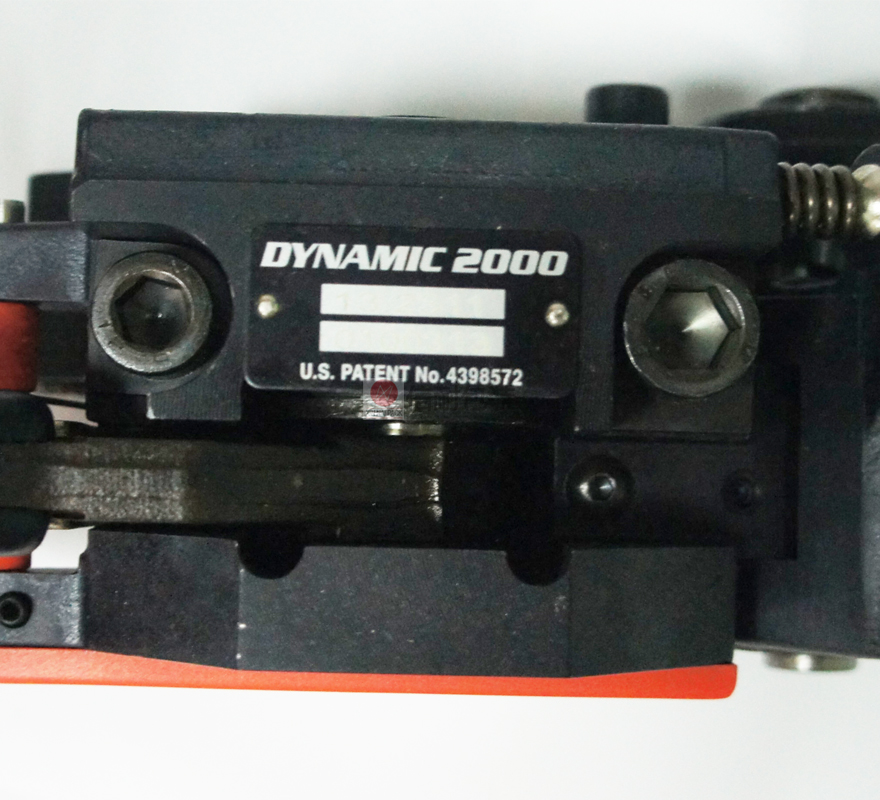 DYNAMIC 2000
U.S. PATENT No.4398572